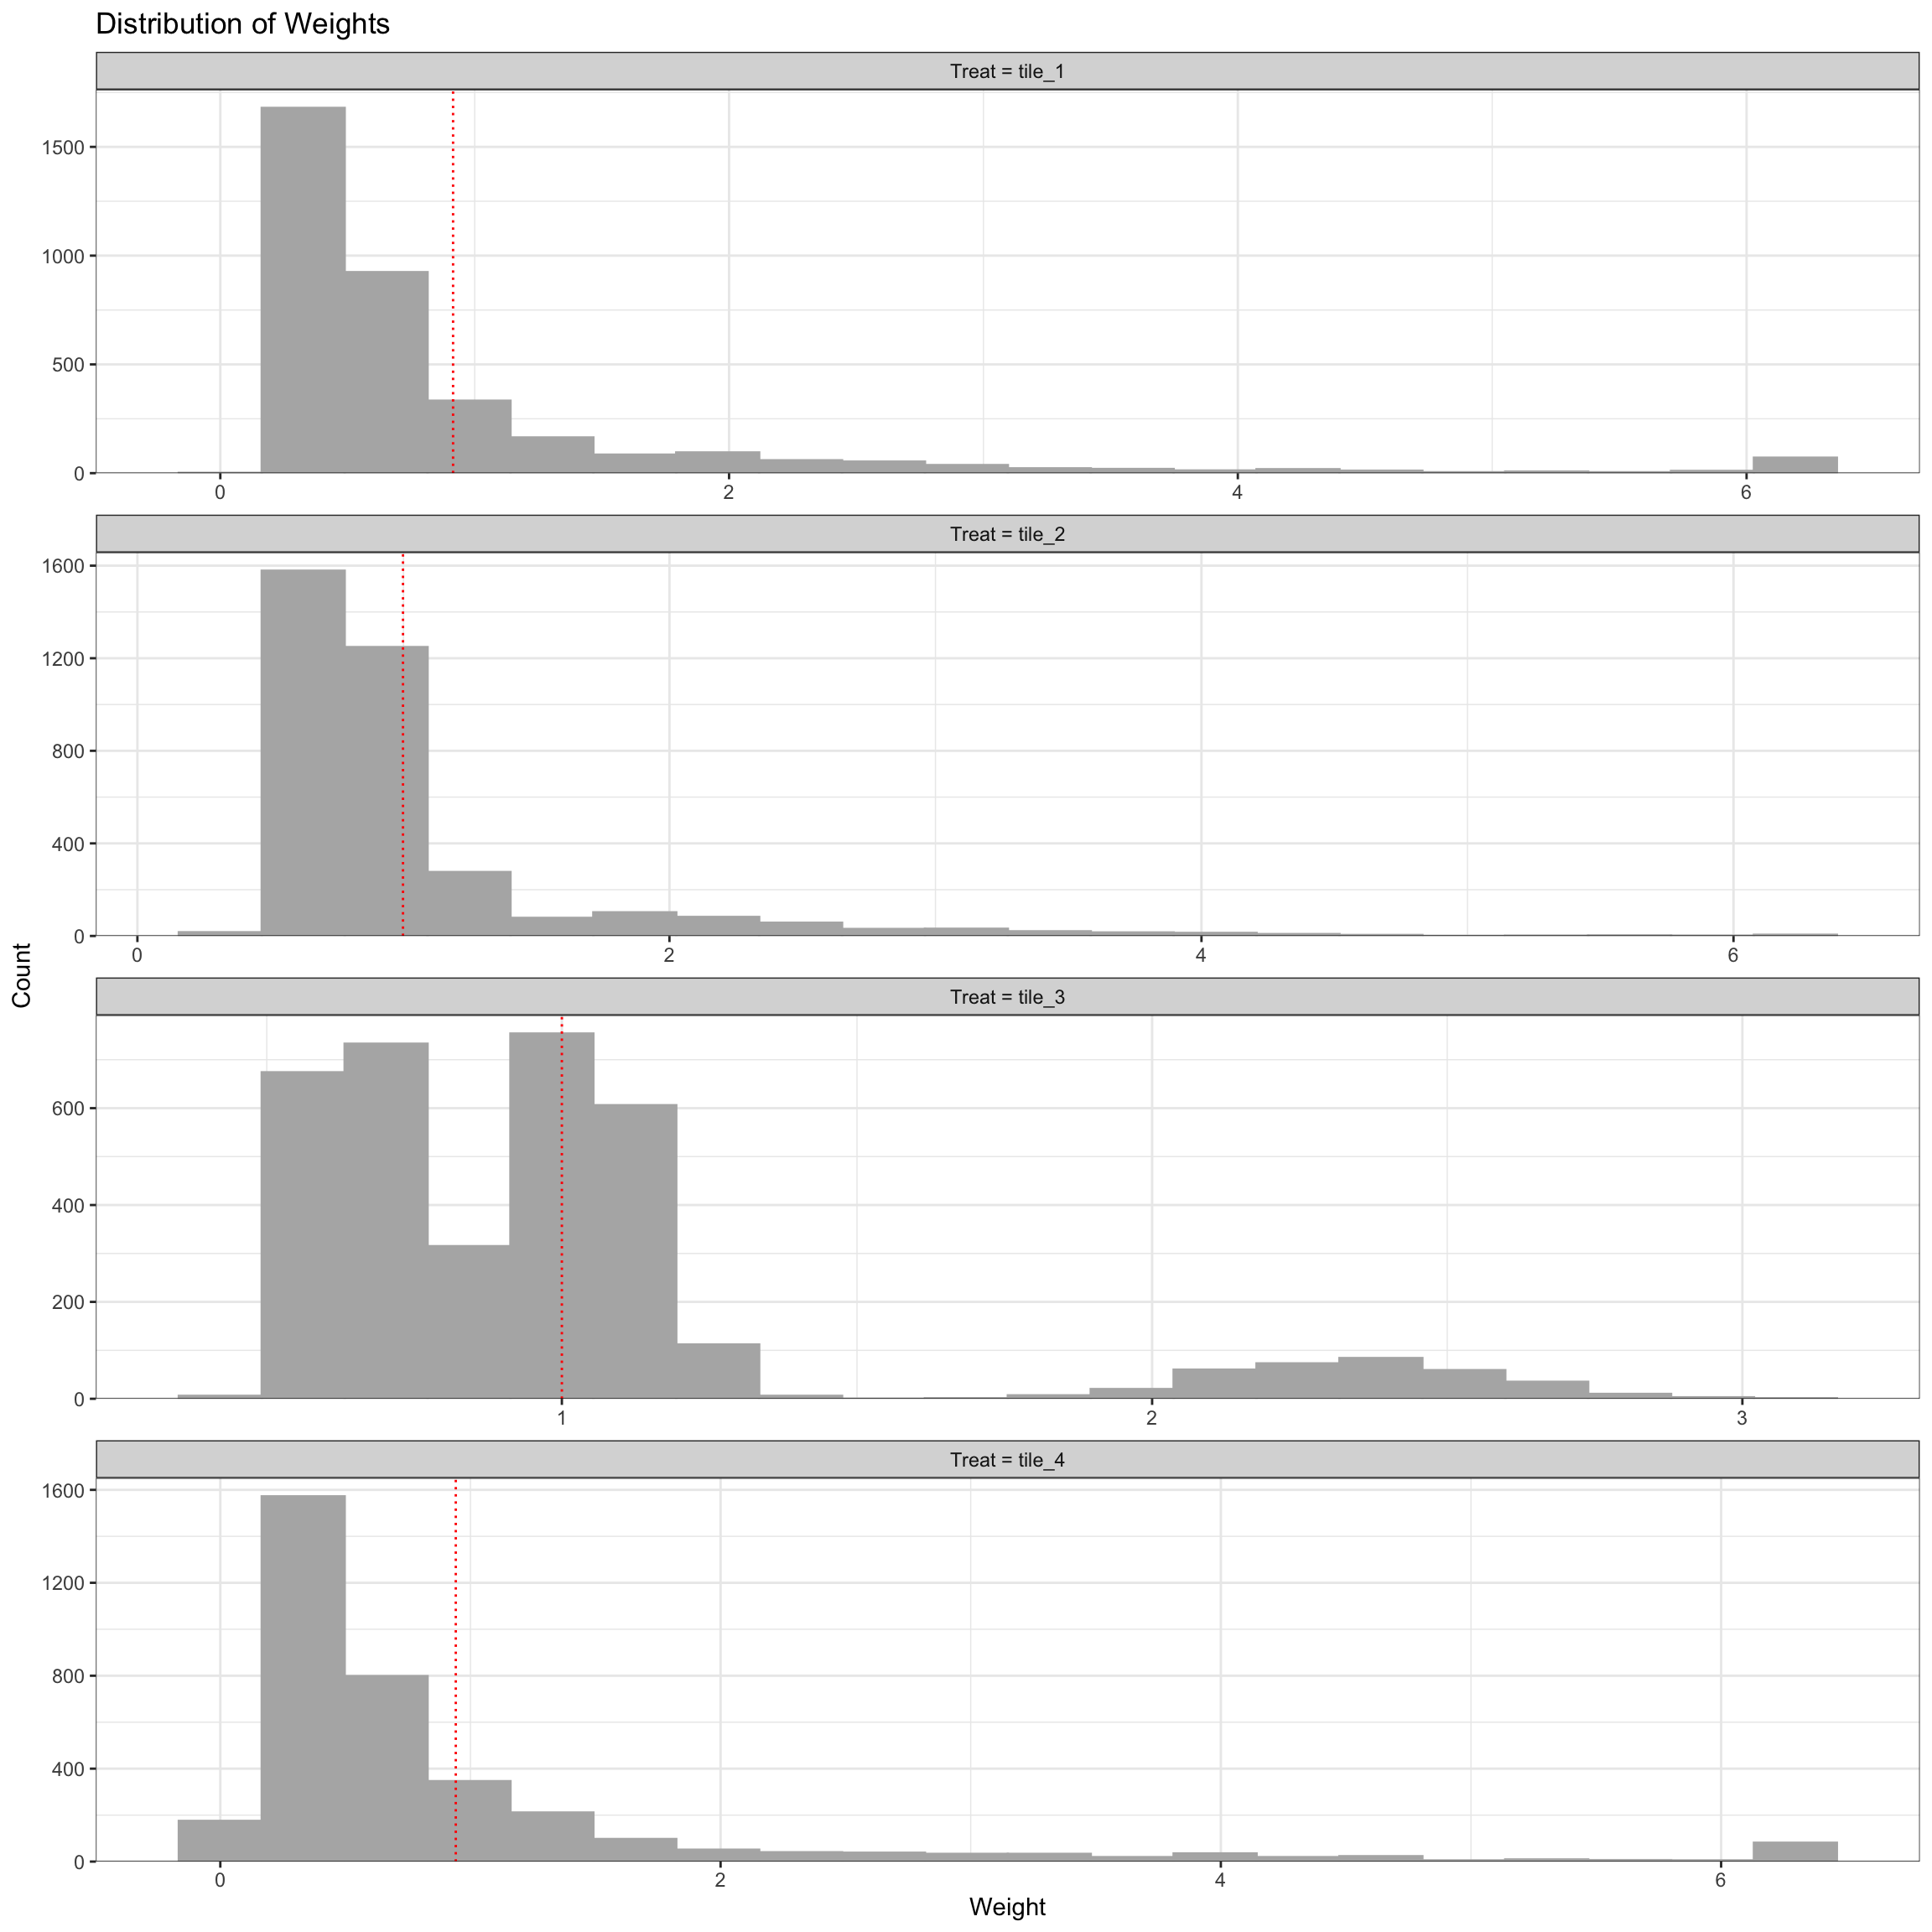 Distribution of Weights
Treat = tile_1
1500
1000
500
0
0 2 4 6
Treat = tile_2
1600
1200
800
400
0
0 2 4 6
Count
Treat = tile_3
600
400
200
0
1 2 3
Treat = tile_4
1600
1200
800
400
0
0 2 4 6
Weight